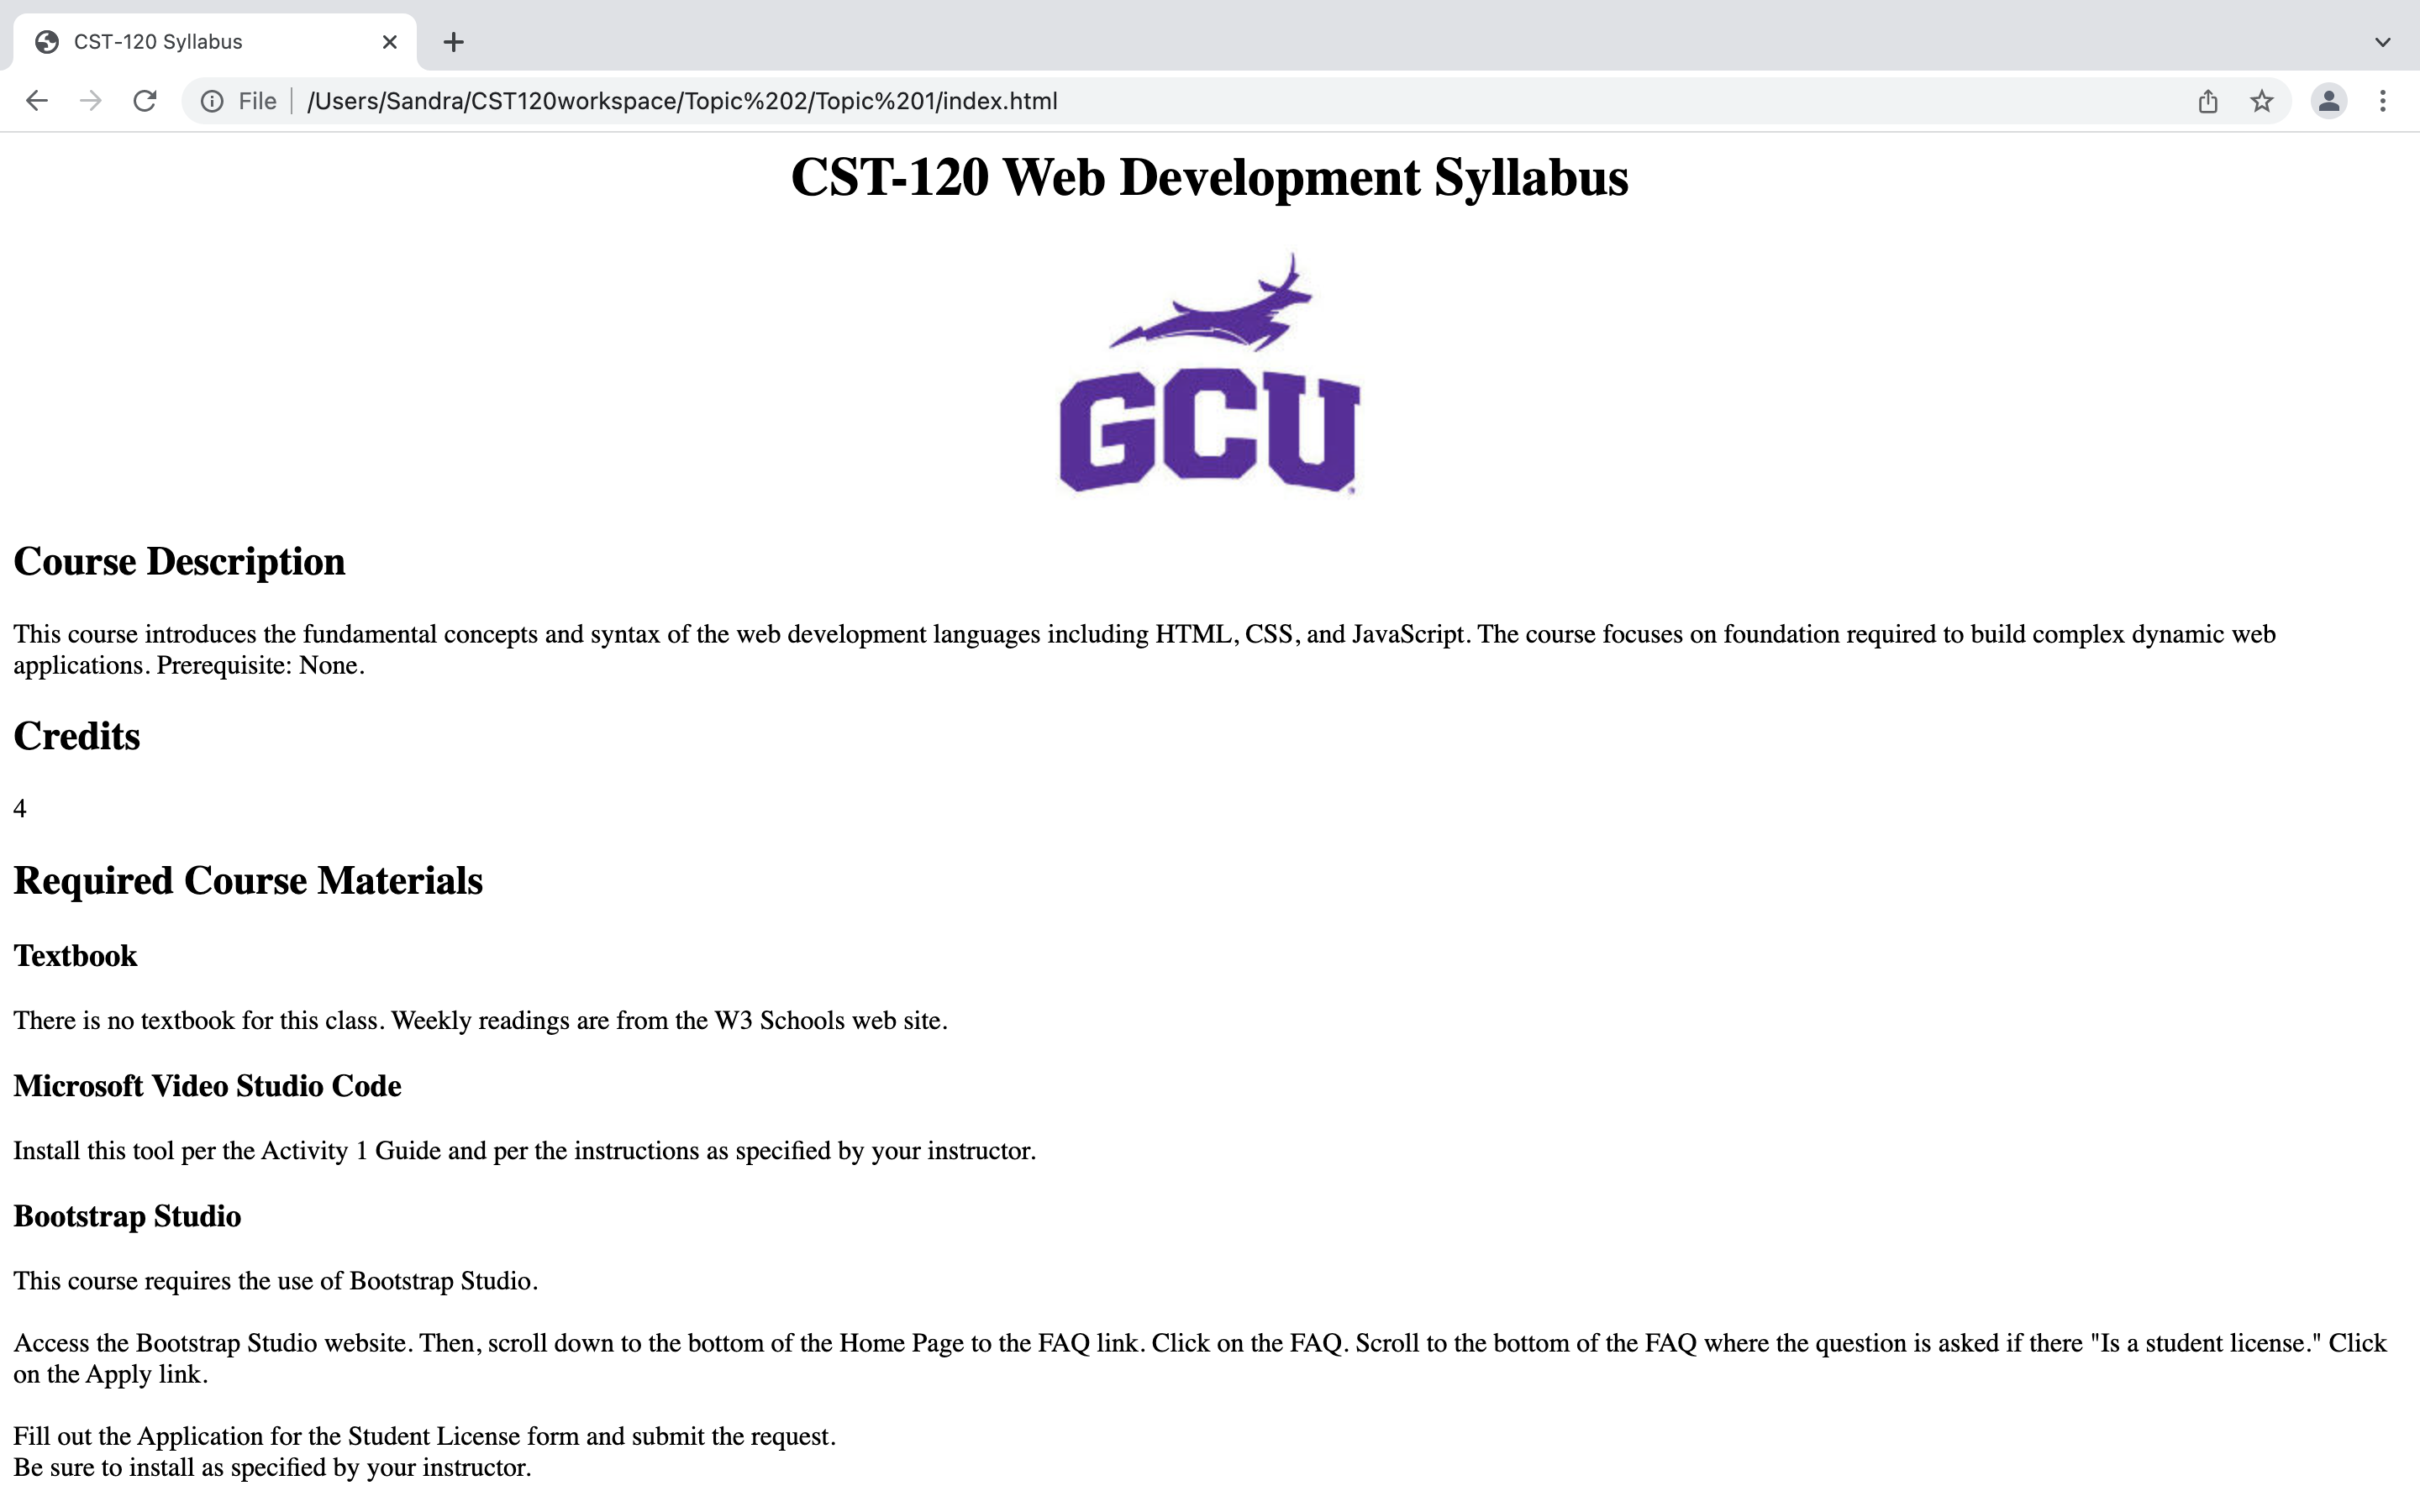 CST-120 Syllabus
File
/Users/Sandra/CST120workspace/Topic%202/Topic%201/index.html
CST-120 Web Development Syllabus
GCU
Course Description
This course introduces the fundamental concepts and syntax of the web development languages including HTML, CSS, and JavaScript. The course focuses on foundation required to build complex dynamic web
applications. Prerequisite: None.
Credits
4
Required Course Materials
Textbook
There is no textbook for this class. Weekly readings are from the W3 Schools web site.
Microsoft Video Studio Code
Install this tool per the Activity 1 Guide and per the instructions as specified by your instructor.
Bootstrap Studio
This course requires the use of Bootstrap Studio.
Access the Bootstrap Studio website. Then, scroll down to the bottom of the Home Page to the FAQ link. Click on the FAQ. Scroll to the bottom of the FAQ where the question is asked if there "Is a student license." Click
on the Apply link.
Fill out the Application for the Student License form and submit the request.
Be sure to install as specified by your instructor.